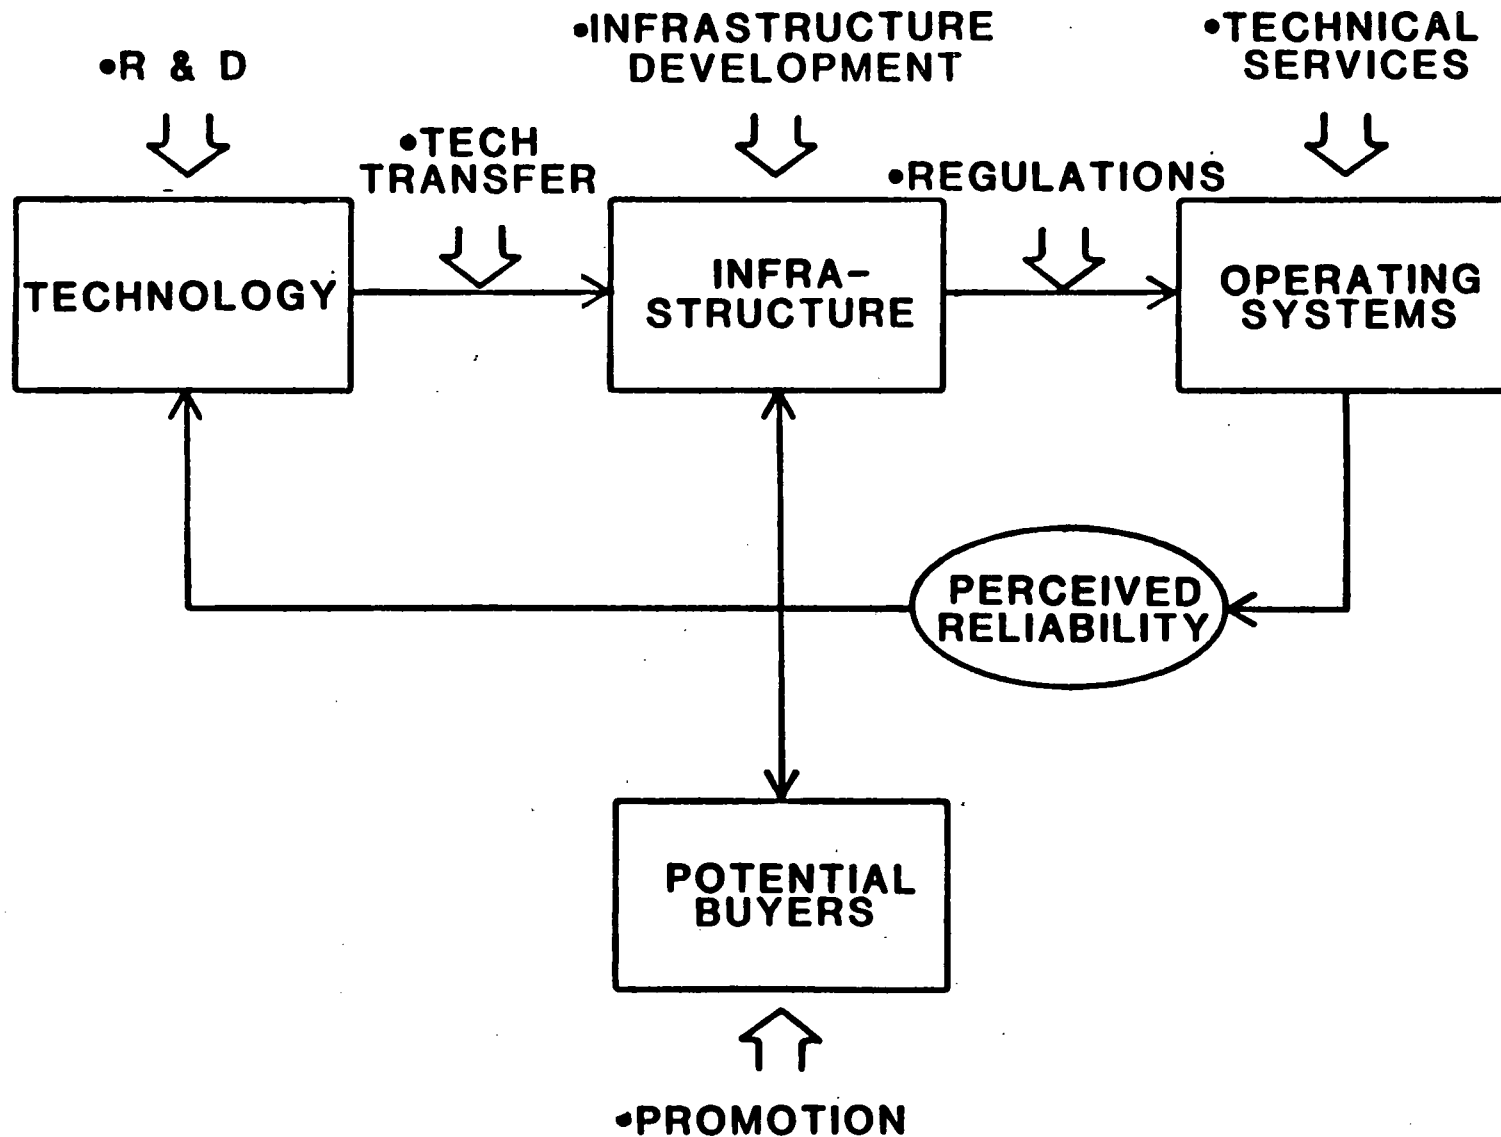 •R & D
•INFRASTRUCTURE
DEVELOPMENT
•TECHNICAL
SERVICES
•TECH
TRANSFER
•REGULATIONS
TECHNOLOGY
INFRA-
STRUCTURE
OPERATING
SYSTEMS
PERCEIVED
RELIABILITY
POTENTIAL
BUYERS
•PROMOTION